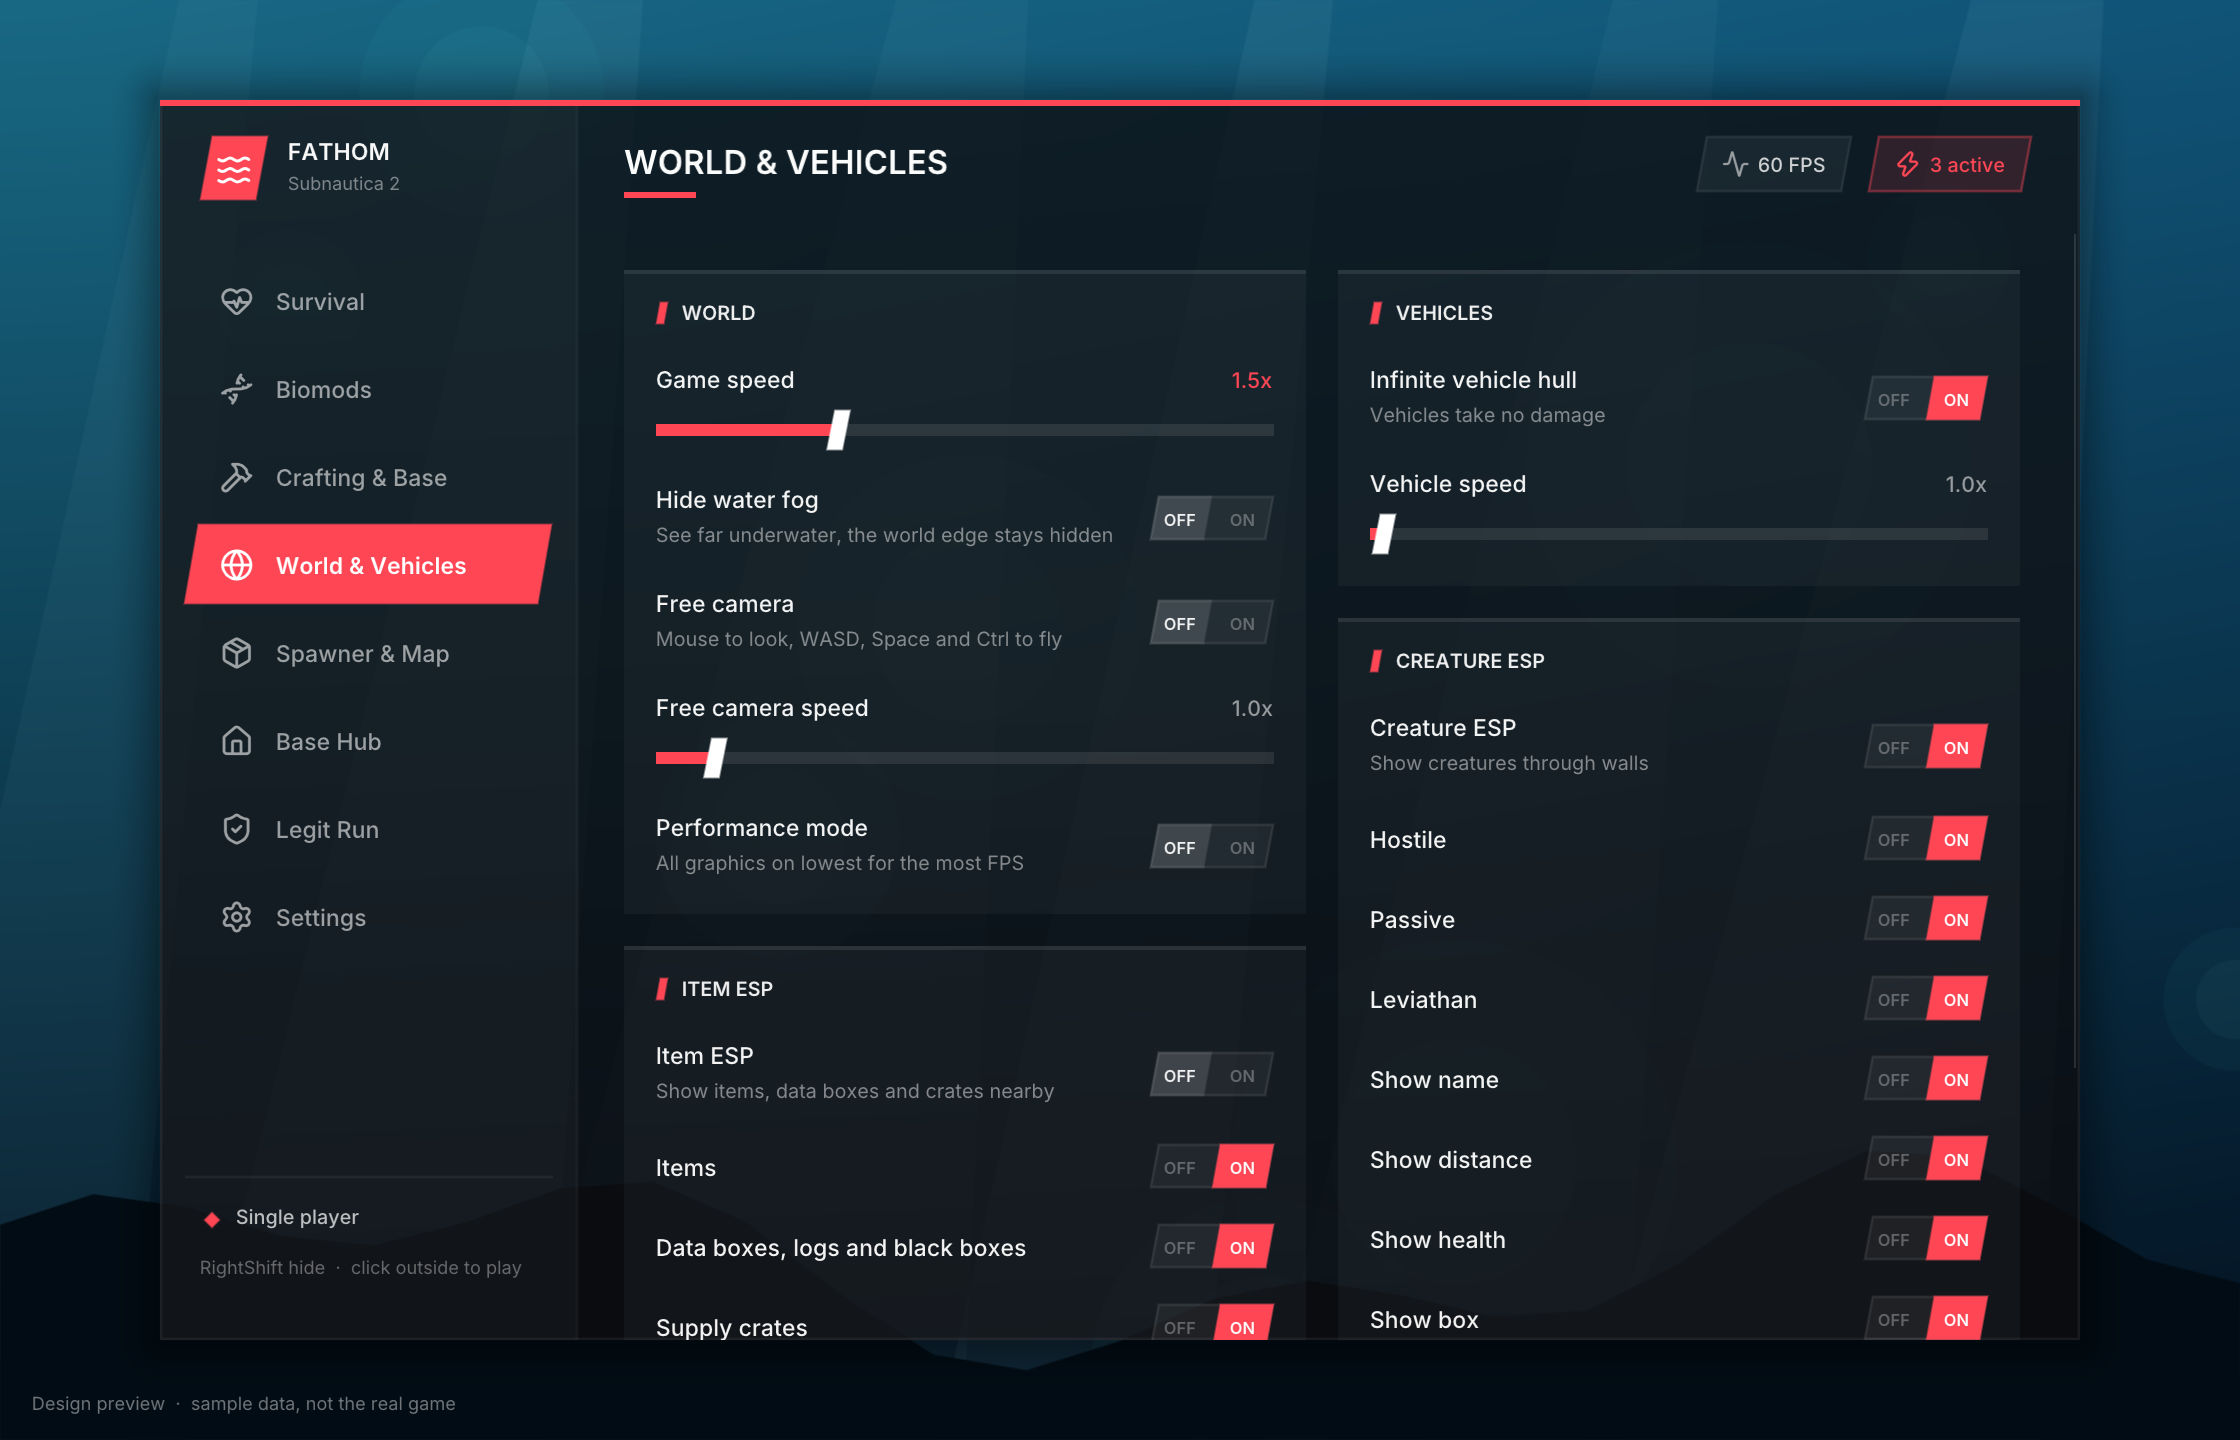 FATHOM
Subnautica 2
Survival
Biomods
Crafting & Base
World & Vehicles
Spawner & Map
Base Hub
Legit Run
Settings
Single player
RightShift hide · click outside to play
WORLD & VEHICLES
60 FPS
3 active
WORLD
Game speed 1.5x
Hide water fog
See far underwater, the world edge stays hidden
OFF ON
Free camera
Mouse to look, WASD, Space and Ctrl to fly
OFF ON
Free camera speed 1.0x
Performance mode
All graphics on lowest for the most FPS
OFF ON
ITEM ESP
Item ESP
Show items, data boxes and crates nearby
OFF ON
Items OFF ON
Data boxes, logs and black boxes OFF ON
Supply crates OFF ON
VEHICLES
Infinite vehicle hull
Vehicles take no damage
OFF ON
Vehicle speed 1.0x
CREATURE ESP
Creature ESP
Show creatures through walls
OFF ON
Hostile OFF ON
Passive OFF ON
Leviathan OFF ON
Show name OFF ON
Show distance OFF ON
Show health OFF ON
Show box OFF ON
Design preview · sample data, not the real game